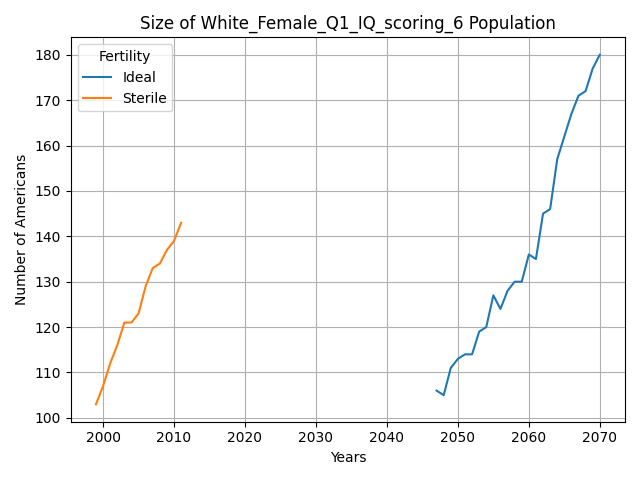 Size of White_Female_Q1_IQ_scoring_6 Population
Fertility
Ideal
Sterile
Number of Americans
180
170
160
150
140
130
120
110
100
2000 2010 2020 2030 2040 2050 2060 2070
Years